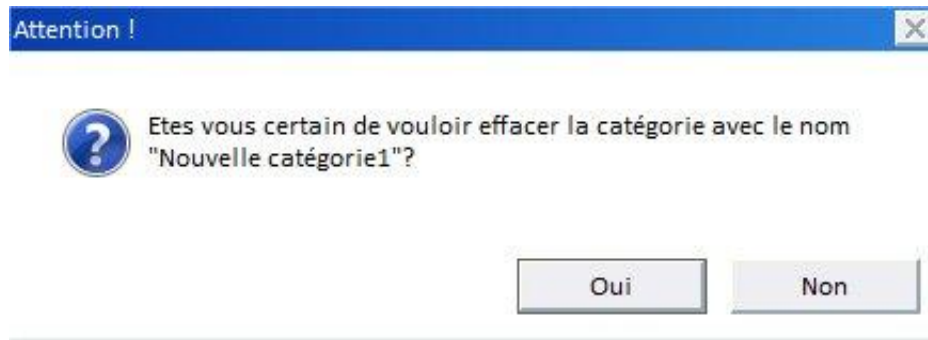 Attention !
Etes vous certain de vouloir effacer la catégorie avec le nom
"Nouvelle catégorie1"?
Oui
Non